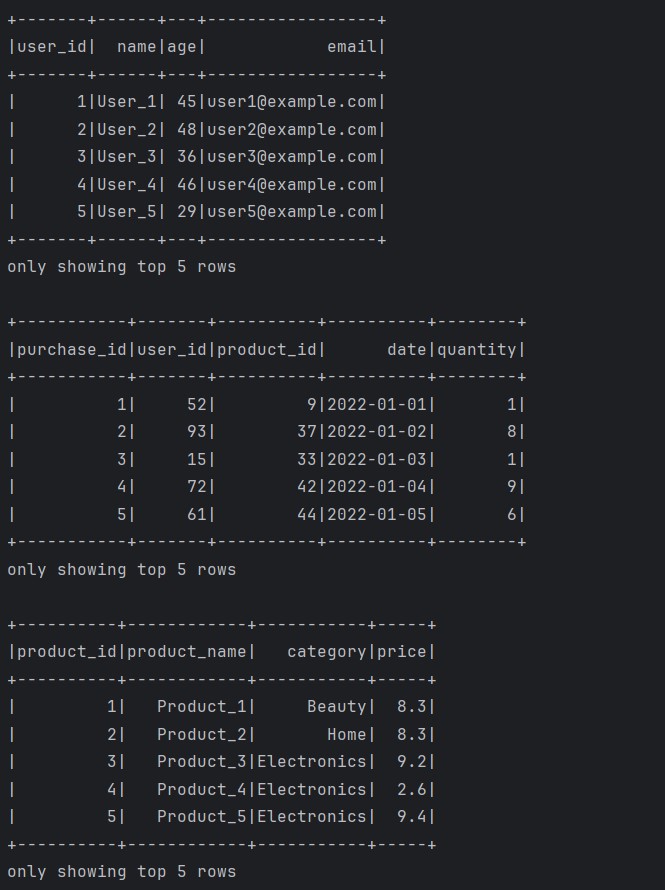 +-------+------+---+-----------------+
|user_id|  name|age|            email|
+-------+------+---+-----------------+
|      1|User_1| 45|user1@example.com|
|      2|User_2| 48|user2@example.com|
|      3|User_3| 36|user3@example.com|
|      4|User_4| 46|user4@example.com|
|      5|User_5| 29|user5@example.com|
+-------+------+---+-----------------+
only showing top 5 rows

+-----------+-------+----------+----------+--------+
|purchase_id|user_id|product_id|      date|quantity|
+-----------+-------+----------+----------+--------+
|          1|     52|         9|2022-01-01|       1|
|          2|     93|        37|2022-01-02|       8|
|          3|     15|        33|2022-01-03|       1|
|          4|     72|        42|2022-01-04|       9|
|          5|     61|        44|2022-01-05|       6|
+-----------+-------+----------+----------+--------+
only showing top 5 rows

+----------+------------+-----------+-----+
|product_id|product_name|   category|price|
+----------+------------+-----------+-----+
|         1|   Product_1|     Beauty|  8.3|
|         2|   Product_2|       Home|  8.3|
|         3|   Product_3|Electronics|  9.2|
|         4|   Product_4|Electronics|  2.6|
|         5|   Product_5|Electronics|  9.4|
+----------+------------+-----------+-----+
only showing top 5 rows